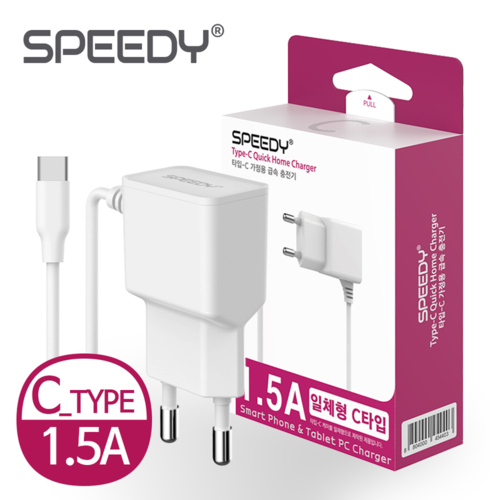 SPEEDY®
PULL
SPEEDY®
Type-C Quick Home Charger
타입-C 가정용 급속 충전기
SPEEDY
SPEEDY®
Type-C Quick Home Charger
타입-C 가정용 급속 충전기
1.5A 일체형 C타입
Smart Phone & Tablet PC Charger
C_TYPE
1.5A